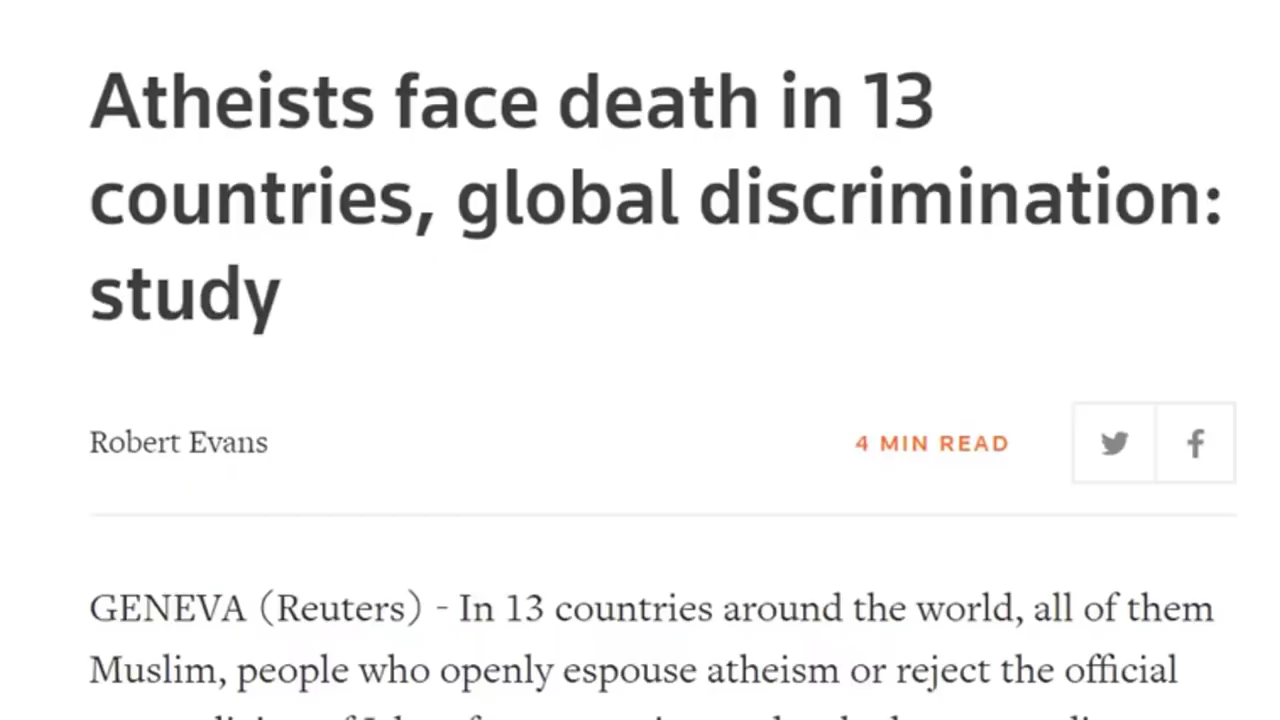 Atheists face death in 13
countries, global discrimination:
study
Robert Evans
4 MIN READ
GENEVA (Reuters) - In 13 countries around the world, all of them
Muslim, people who openly espouse atheism or reject the official